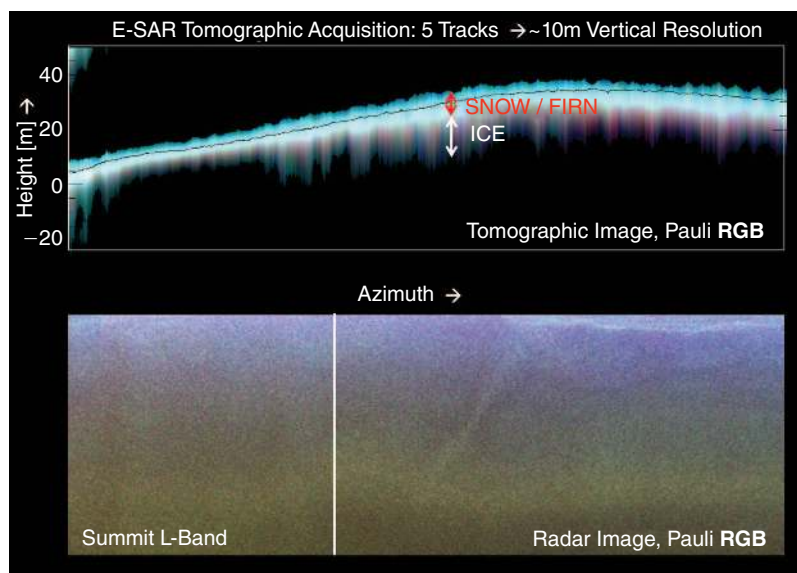 E-SAR Tomographic Acquisition: 5 Tracks →~10m Vertical Resolution
40
20
0
−20
Height [m] →
SNOW / FIRN
ICE
Tomographic Image, Pauli RGB
Azimuth →
Summit L-Band
Radar Image, Pauli RGB